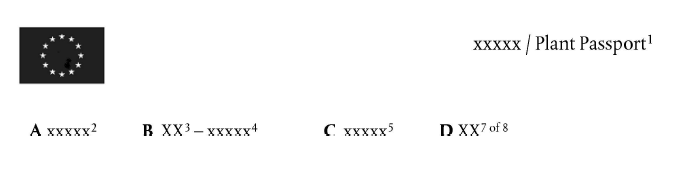 xxxxx / Plant Passport¹
A xxxxx² B XX³ – xxxxx⁴ C xxxxx⁵ D XX⁷ ᵒᶠ ⁸